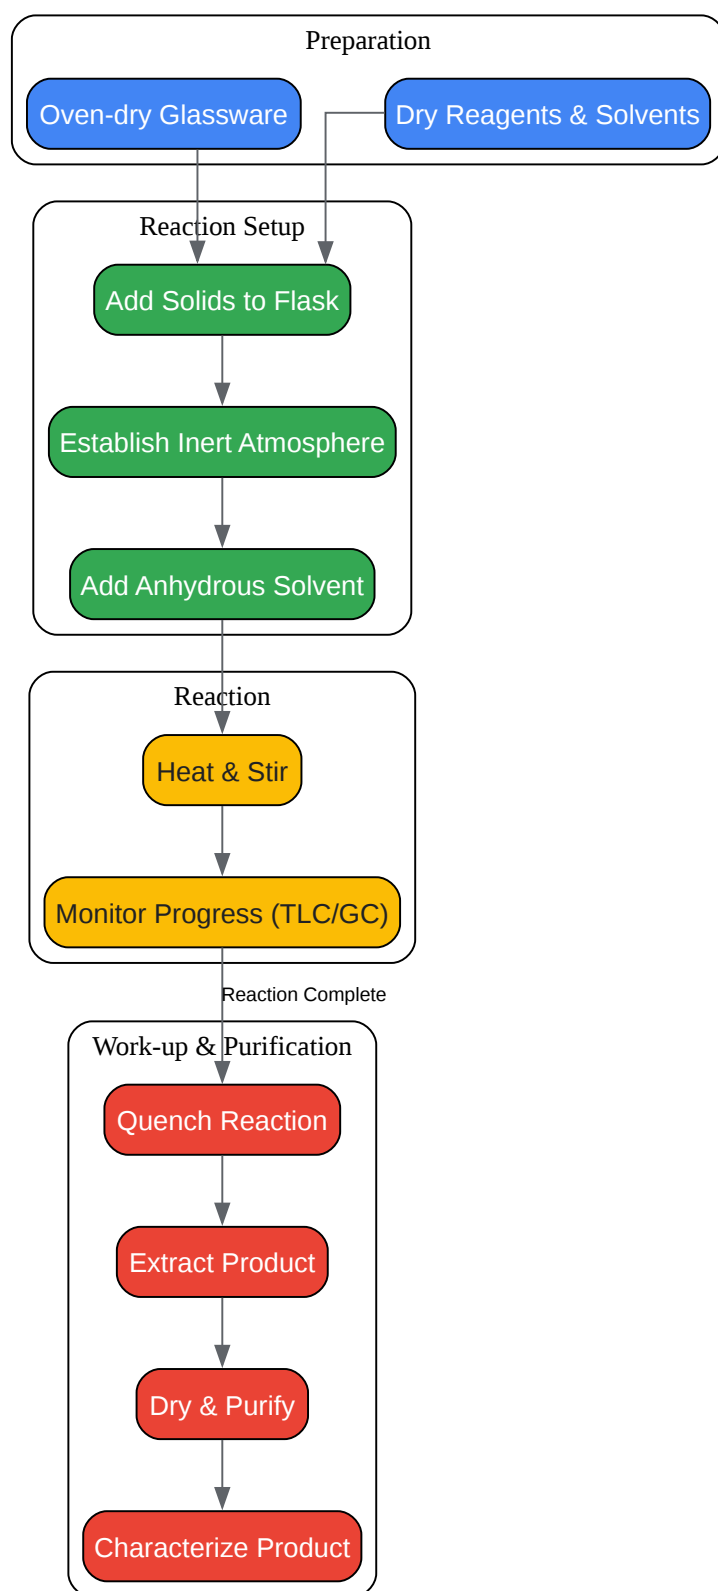 Preparation
Oven-dry Glassware
Dry Reagents & Solvents
Reaction Setup
Add Solids to Flask
Establish Inert Atmosphere
Add Anhydrous Solvent
Reaction
Heat & Stir
Monitor Progress (TLC/GC)
Reaction Complete
Work-up & Purification
Quench Reaction
Extract Product
Dry & Purify
Characterize Product